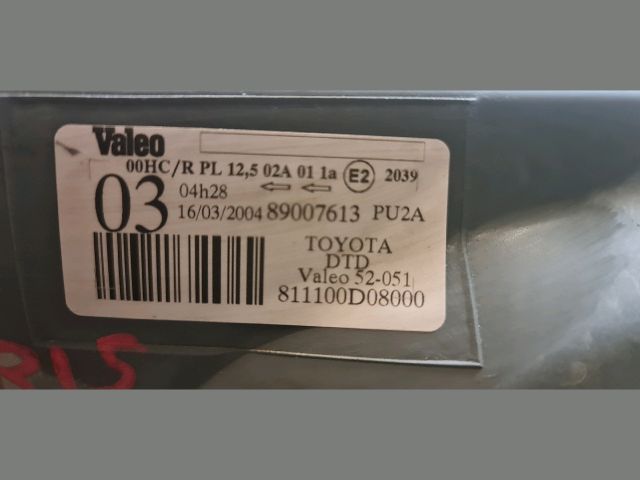 Valeo
00HC/R PL 12,5 02A 01 1a E2 2039
03 04h28
16/03/2004 89007613 PU2A
TOYOTA
DTD
Valeo 52-051
811100D08000
RIS